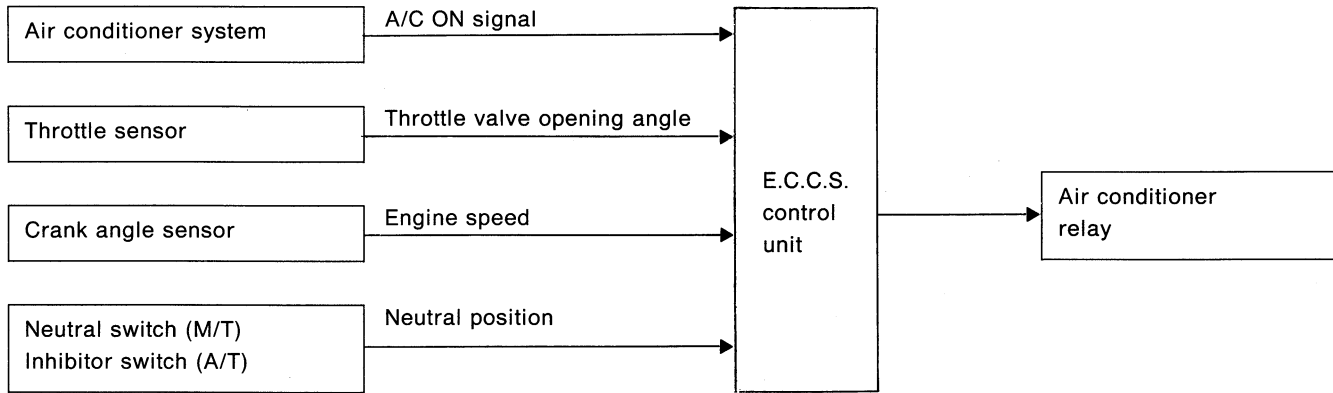 Air conditioner system
A/C ON signal
Throttle sensor
Throttle valve opening angle
Crank angle sensor
Engine speed
Neutral switch (M/T)
Inhibitor switch (A/T)
Neutral position
E.C.C.S.
control
unit
Air conditioner
relay